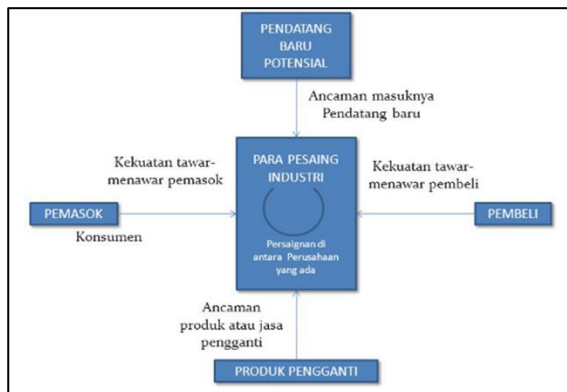 PENDATANG
BARU
POTENSIAL
Ancaman masuknya
Pendatang baru
Kekuatan tawar-
menawar pemasok
PARA PESAING
INDUSTRI
Kekuatan tawar-
menawar pembeli
PEMASOK
PEMBELI
Konsumen
Persaignan di
antara Perusahaan
yang ada
Ancaman
produk atau jasa
pengganti
PRODUK PENGGANTI